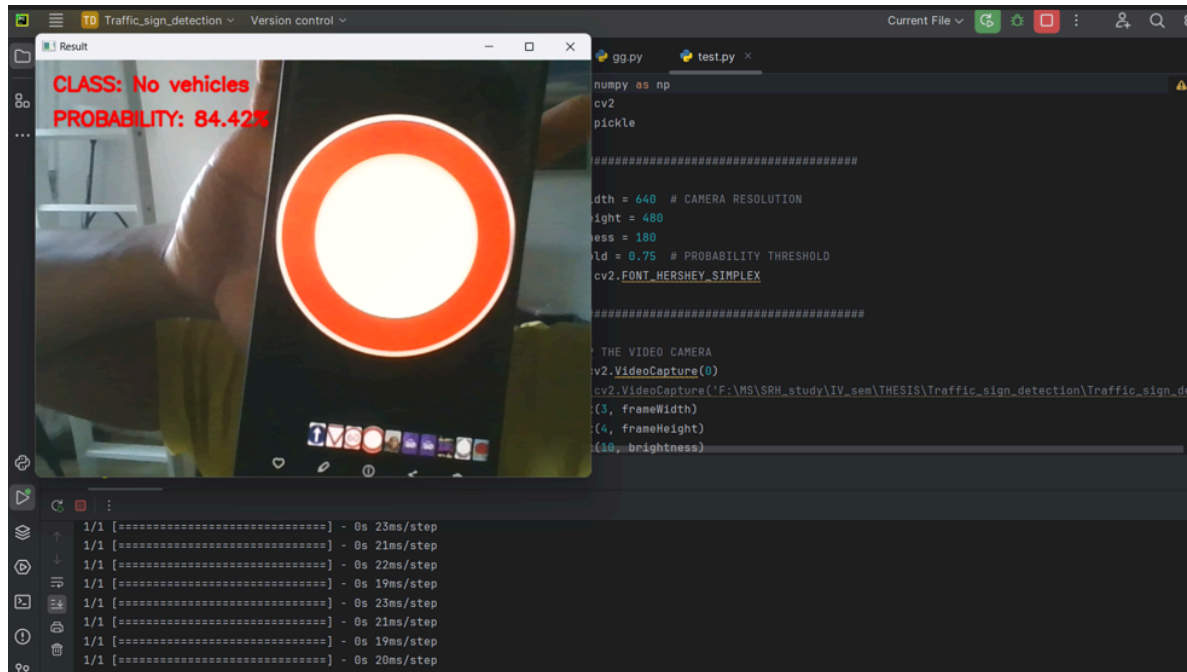 TD Traffic_sign_detection Version control Current File
Result
CLASS: No vehicles
PROBABILITY: 84.42%
gg.py test.py
numpy as np
cv2
pickle
########################################
dth = 640 # CAMERA RESOLUTION
ight = 480
ess = 180
ld = 0.75 # PROBABILITY THRESHOLD
cv2.FONT_HERSHEY_SIMPLEX
########################################
THE VIDEO CAMERA
cv2.VideoCapture(0)
cv2.VideoCapture('F:\MS\SRH_study\IV_sem\THESIS\Traffic_sign_detection\Traffic_sign_de
(3, frameWidth)
(4, frameHeight)
(10, brightness)
1/1 [==============================] - 0s 23ms/step
1/1 [==============================] - 0s 21ms/step
1/1 [==============================] - 0s 22ms/step
1/1 [==============================] - 0s 19ms/step
1/1 [==============================] - 0s 23ms/step
1/1 [==============================] - 0s 21ms/step
1/1 [==============================] - 0s 19ms/step
1/1 [==============================] - 0s 20ms/step